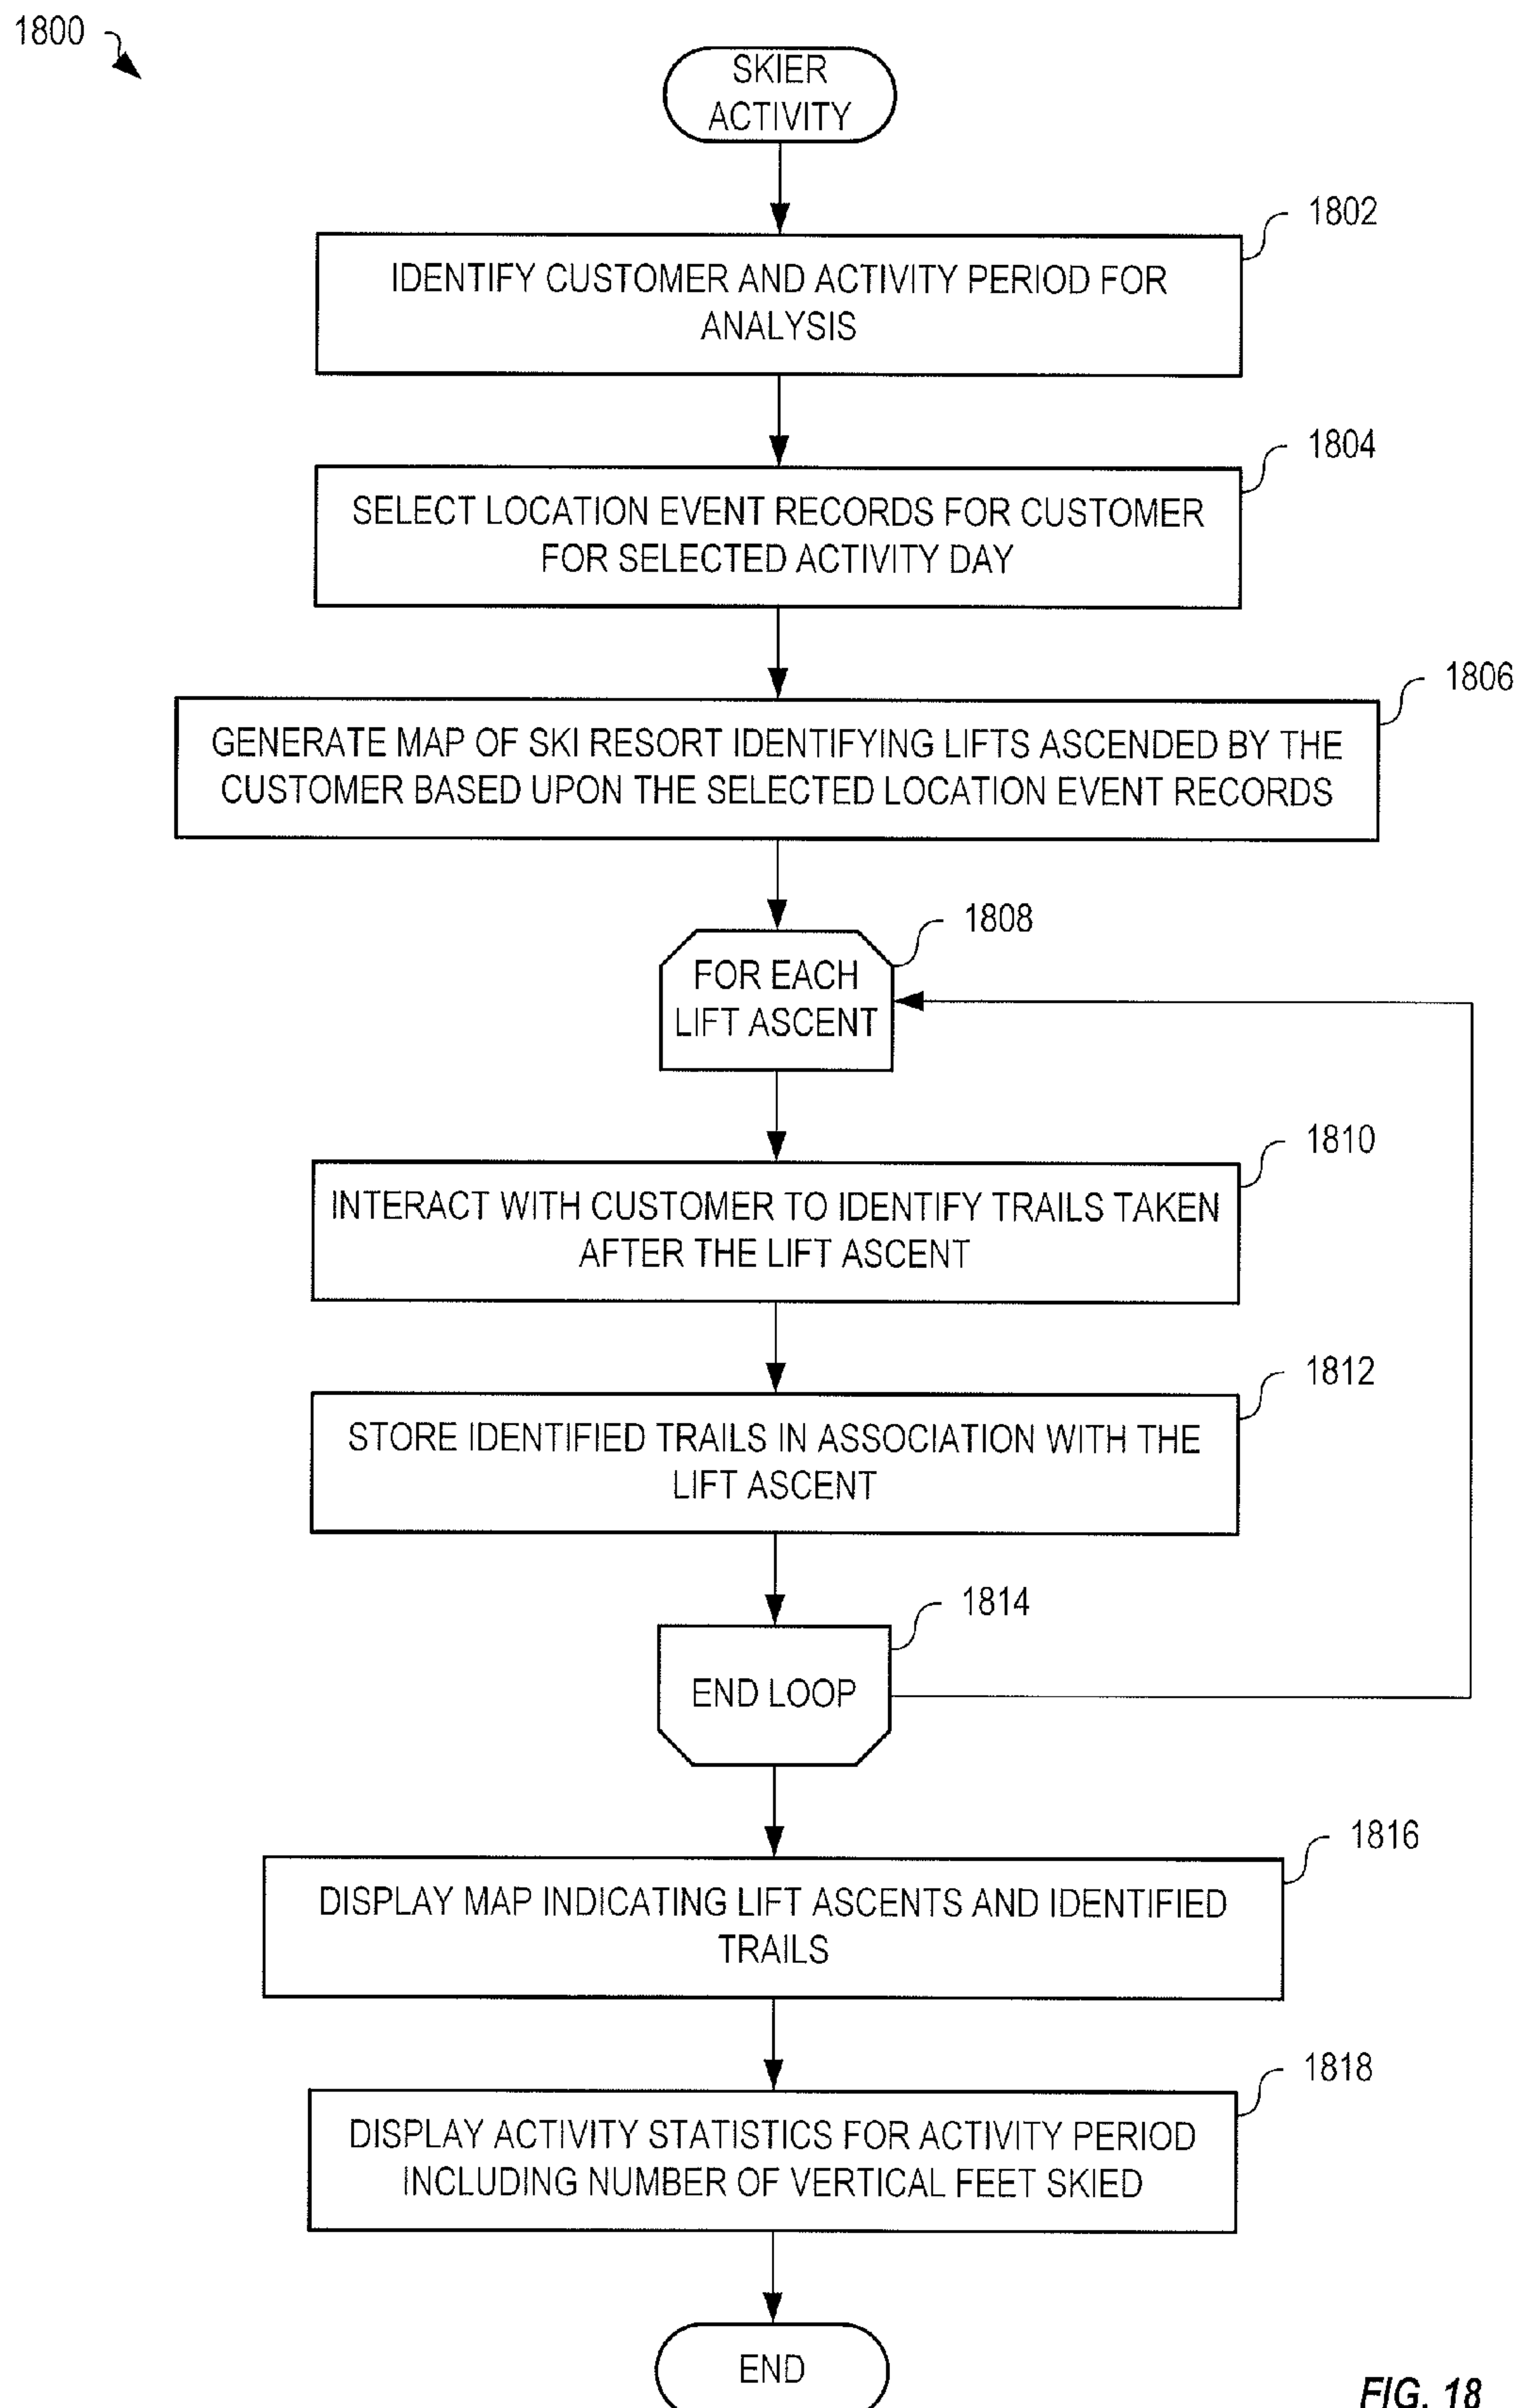 1800
SKIER
ACTIVITY
1802
IDENTIFY CUSTOMER AND ACTIVITY PERIOD FOR
ANALYSIS
1804
SELECT LOCATION EVENT RECORDS FOR CUSTOMER
FOR SELECTED ACTIVITY DAY
1806
GENERATE MAP OF SKI RESORT IDENTIFYING LIFTS ASCENDED BY THE
CUSTOMER BASED UPON THE SELECTED LOCATION EVENT RECORDS
1808
FOR EACH
LIFT ASCENT
1810
INTERACT WITH CUSTOMER TO IDENTIFY TRAILS TAKEN
AFTER THE LIFT ASCENT
1812
STORE IDENTIFIED TRAILS IN ASSOCIATION WITH THE
LIFT ASCENT
1814
END LOOP
1816
DISPLAY MAP INDICATING LIFT ASCENTS AND IDENTIFIED
TRAILS
1818
DISPLAY ACTIVITY STATISTICS FOR ACTIVITY PERIOD
INCLUDING NUMBER OF VERTICAL FEET SKIED
END
FIG. 18